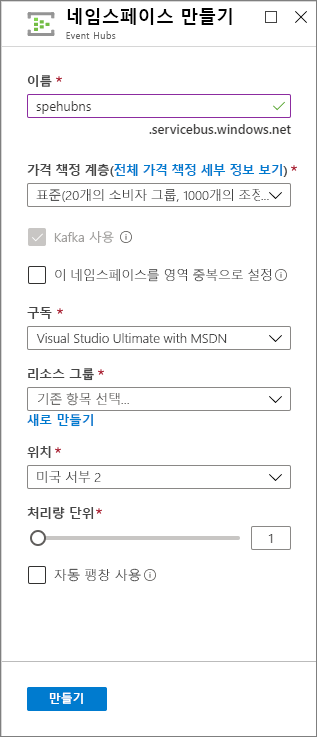 네임스페이스 만들기
Event Hubs
이름 *
spehubns
.servicebus.windows.net
가격 책정 계층(전체 가격 책정 세부 정보 보기) *
표준(20개의 소비자 그룹, 1000개의 조정...
Kafka 사용
이 네임스페이스를 영역 중복으로 설정
구독 *
Visual Studio Ultimate with MSDN
리소스 그룹 *
기존 항목 선택...
새로 만들기
위치 *
미국 서부 2
처리량 단위*
1
자동 팽창 사용
만들기